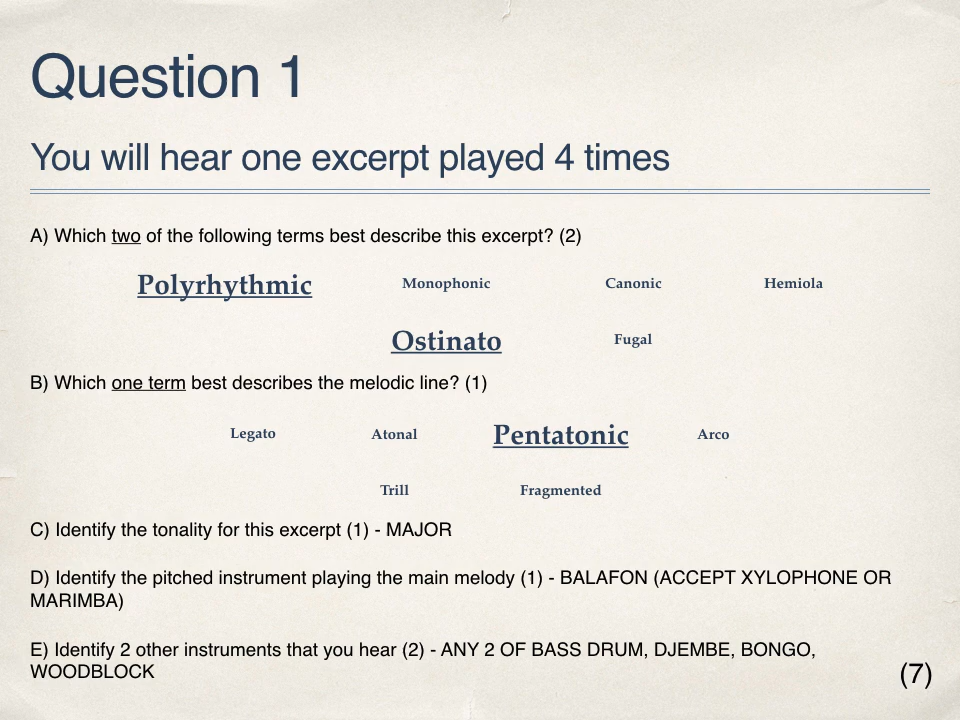 Question 1
You will hear one excerpt played 4 times
A) Which two of the following terms best describe this excerpt? (2)
Polyrhythmic Monophonic Canonic Hemiola
Ostinato Fugal
B) Which one term best describes the melodic line? (1)
Legato Atonal Pentatonic Arco
Trill Fragmented
C) Identify the tonality for this excerpt (1) - MAJOR
D) Identify the pitched instrument playing the main melody (1) - BALAFON (ACCEPT XYLOPHONE OR
MARIMBA)
E) Identify 2 other instruments that you hear (2) - ANY 2 OF BASS DRUM, DJEMBE, BONGO,
WOODBLOCK
(7)